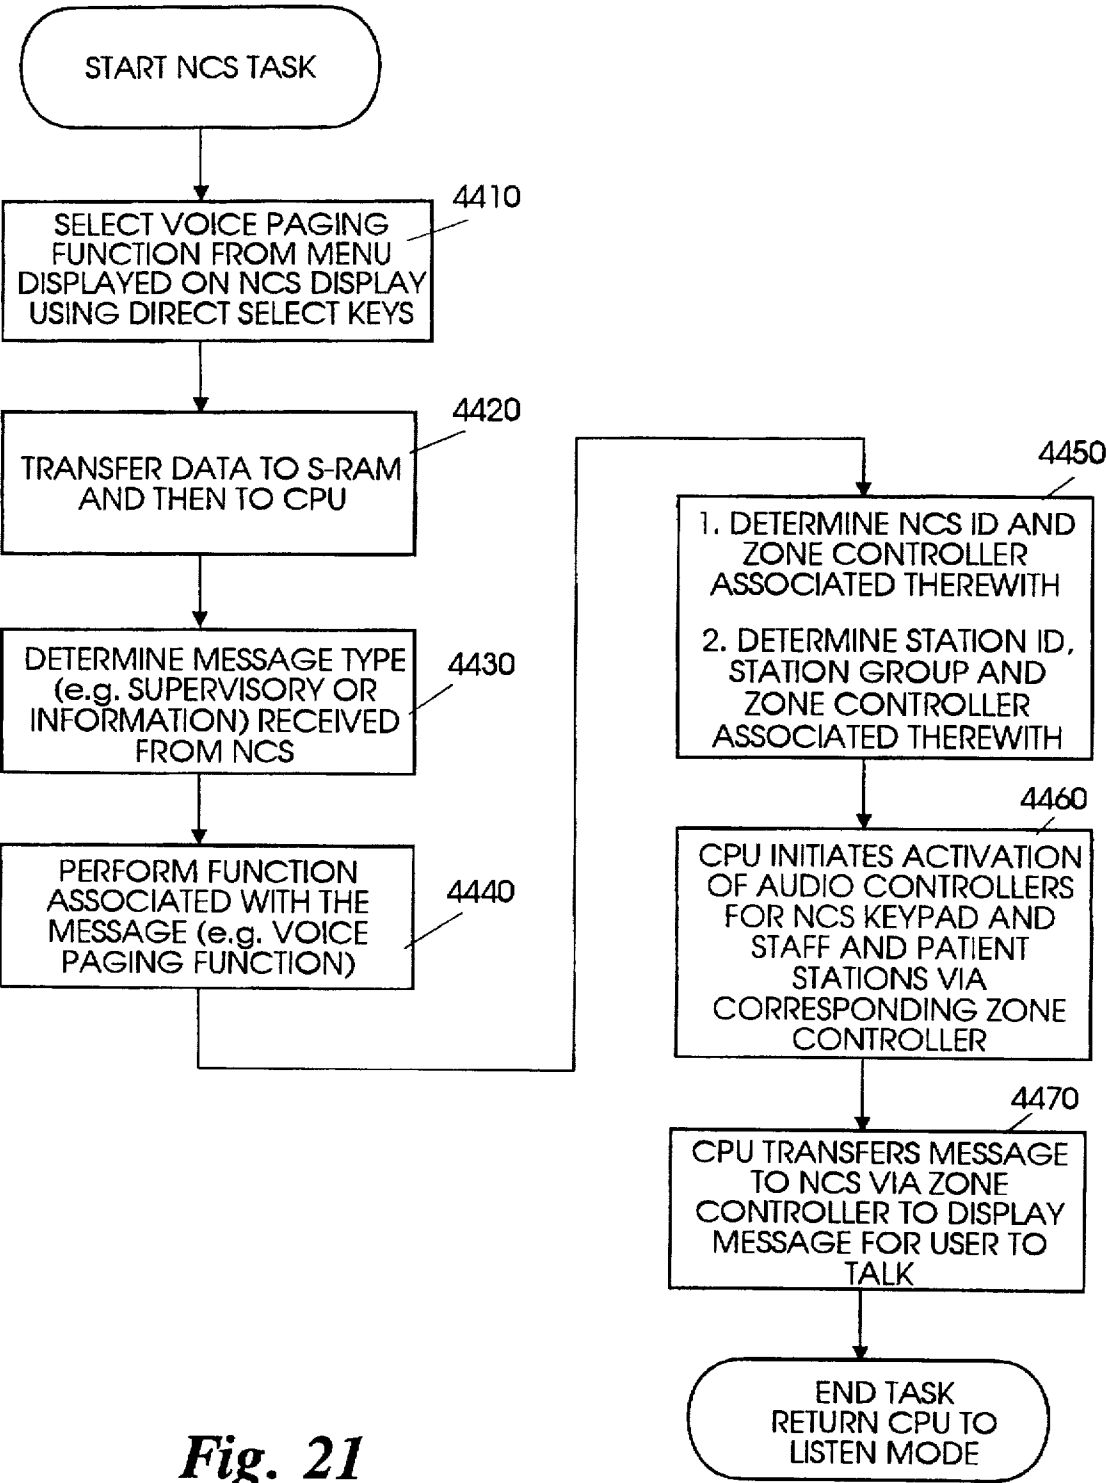 START NCS TASK
4410
SELECT VOICE PAGING
FUNCTION FROM MENU
DISPLAYED ON NCS DISPLAY
USING DIRECT SELECT KEYS
4420
TRANSFER DATA TO S-RAM
AND THEN TO CPU
4430
DETERMINE MESSAGE TYPE
(e.g. SUPERVISORY OR
INFORMATION) RECEIVED
FROM NCS
4440
PERFORM FUNCTION
ASSOCIATED WITH THE
MESSAGE (e.g. VOICE
PAGING FUNCTION)
4450
1. DETERMINE NCS ID AND
ZONE CONTROLLER
ASSOCIATED THEREWITH
2. DETERMINE STATION ID,
STATION GROUP AND
ZONE CONTROLLER
ASSOCIATED THEREWITH
4460
CPU INITIATES ACTIVATION
OF AUDIO CONTROLLERS
FOR NCS KEYPAD AND
STAFF AND PATIENT
STATIONS VIA
CORRESPONDING ZONE
CONTROLLER
4470
CPU TRANSFERS MESSAGE
TO NCS VIA ZONE
CONTROLLER TO DISPLAY
MESSAGE FOR USER TO
TALK
END TASK
RETURN CPU TO
LISTEN MODE
Fig. 21